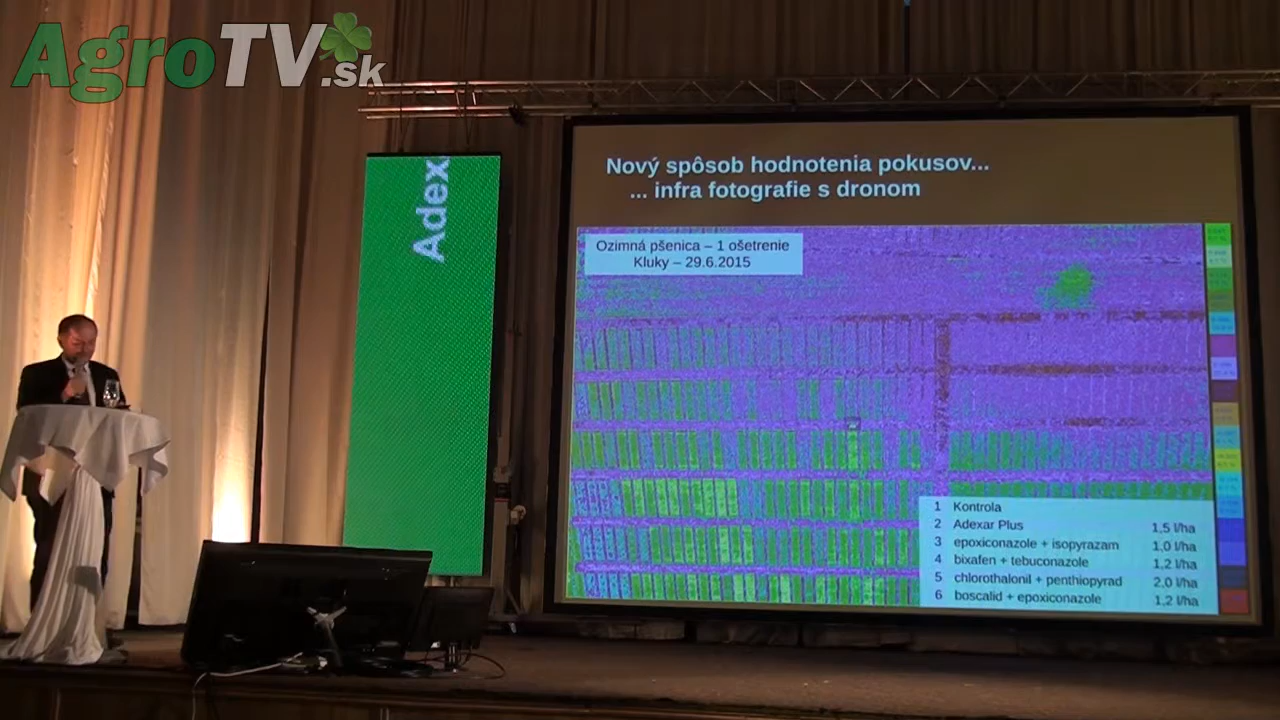 AgroTV.sk
Adex
Nový spôsob hodnotenia pokusov...
... infra fotografie s dronom
Ozimná pšenica – 1 ošetrenie
Kluky – 29.6.2015
1 Kontrola
2 Adexar Plus 1,5 l/ha
3 epoxiconazole + isopyrazam 1,0 l/ha
4 bixafen + tebuconazole 1,2 l/ha
5 chlorothalonil + penthiopyrad 2,0 l/ha
6 boscalid + epoxiconazole 1,2 l/ha